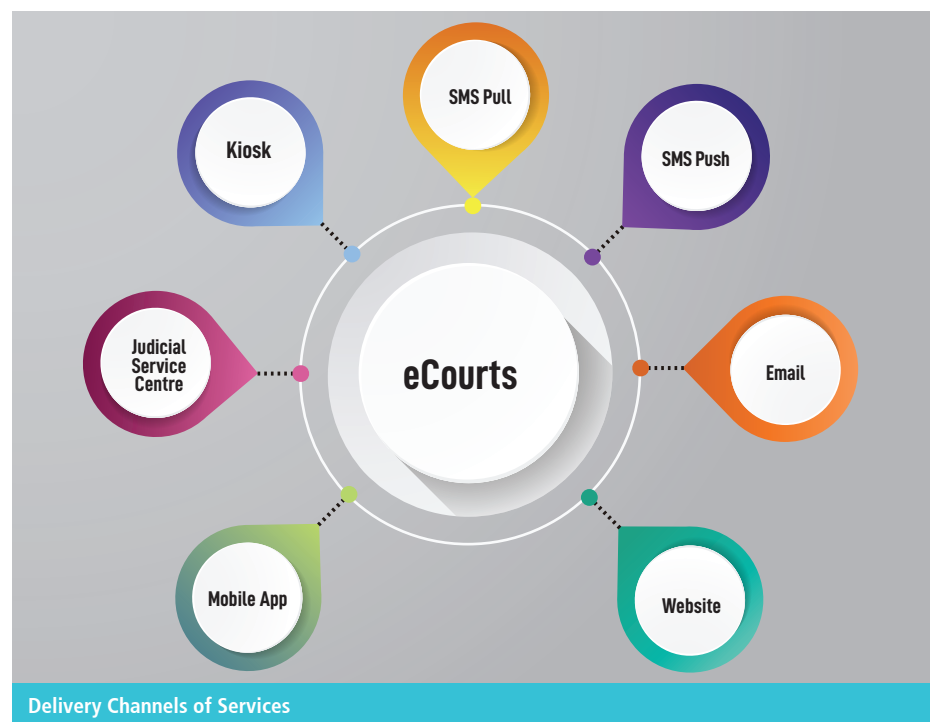 SMS Pull
SMS Push
Kiosk
Judicial
Service
Centre
eCourts
Email
Mobile App
Website
Delivery Channels of Services